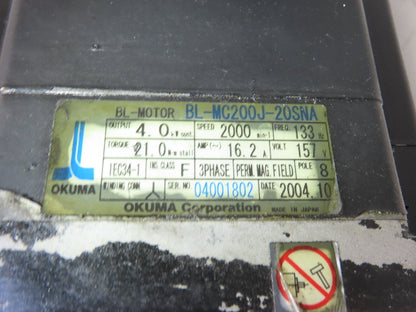 BL-MOTOR BL-MC200J-20SNA
OUTPUT 4.0 kW cont. SPEED 2000 min-1 FREQ. 133 Hz
TORQUE 21.0 N-m stall AMP(~) 16.2 A VOLT 157 V
IEC34-1 INS. CLASS F 3PHASE PERM. MAG. FIELD POLE 8
WINDING CONN 人 SER. NO. 04001802 DATE 2004.10
OKUMA
OKUMA Corporation MADE IN JAPAN